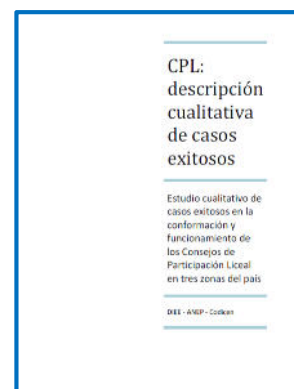 CPL:
descripción
cualitativa
de casos
exitosos
Estudio cualitativo de
casos exitosos en la
conformación y
funcionamiento de
los Consejos de
Participación Liceal
en tres zonas del país
DIEE - ANEP - Codicen